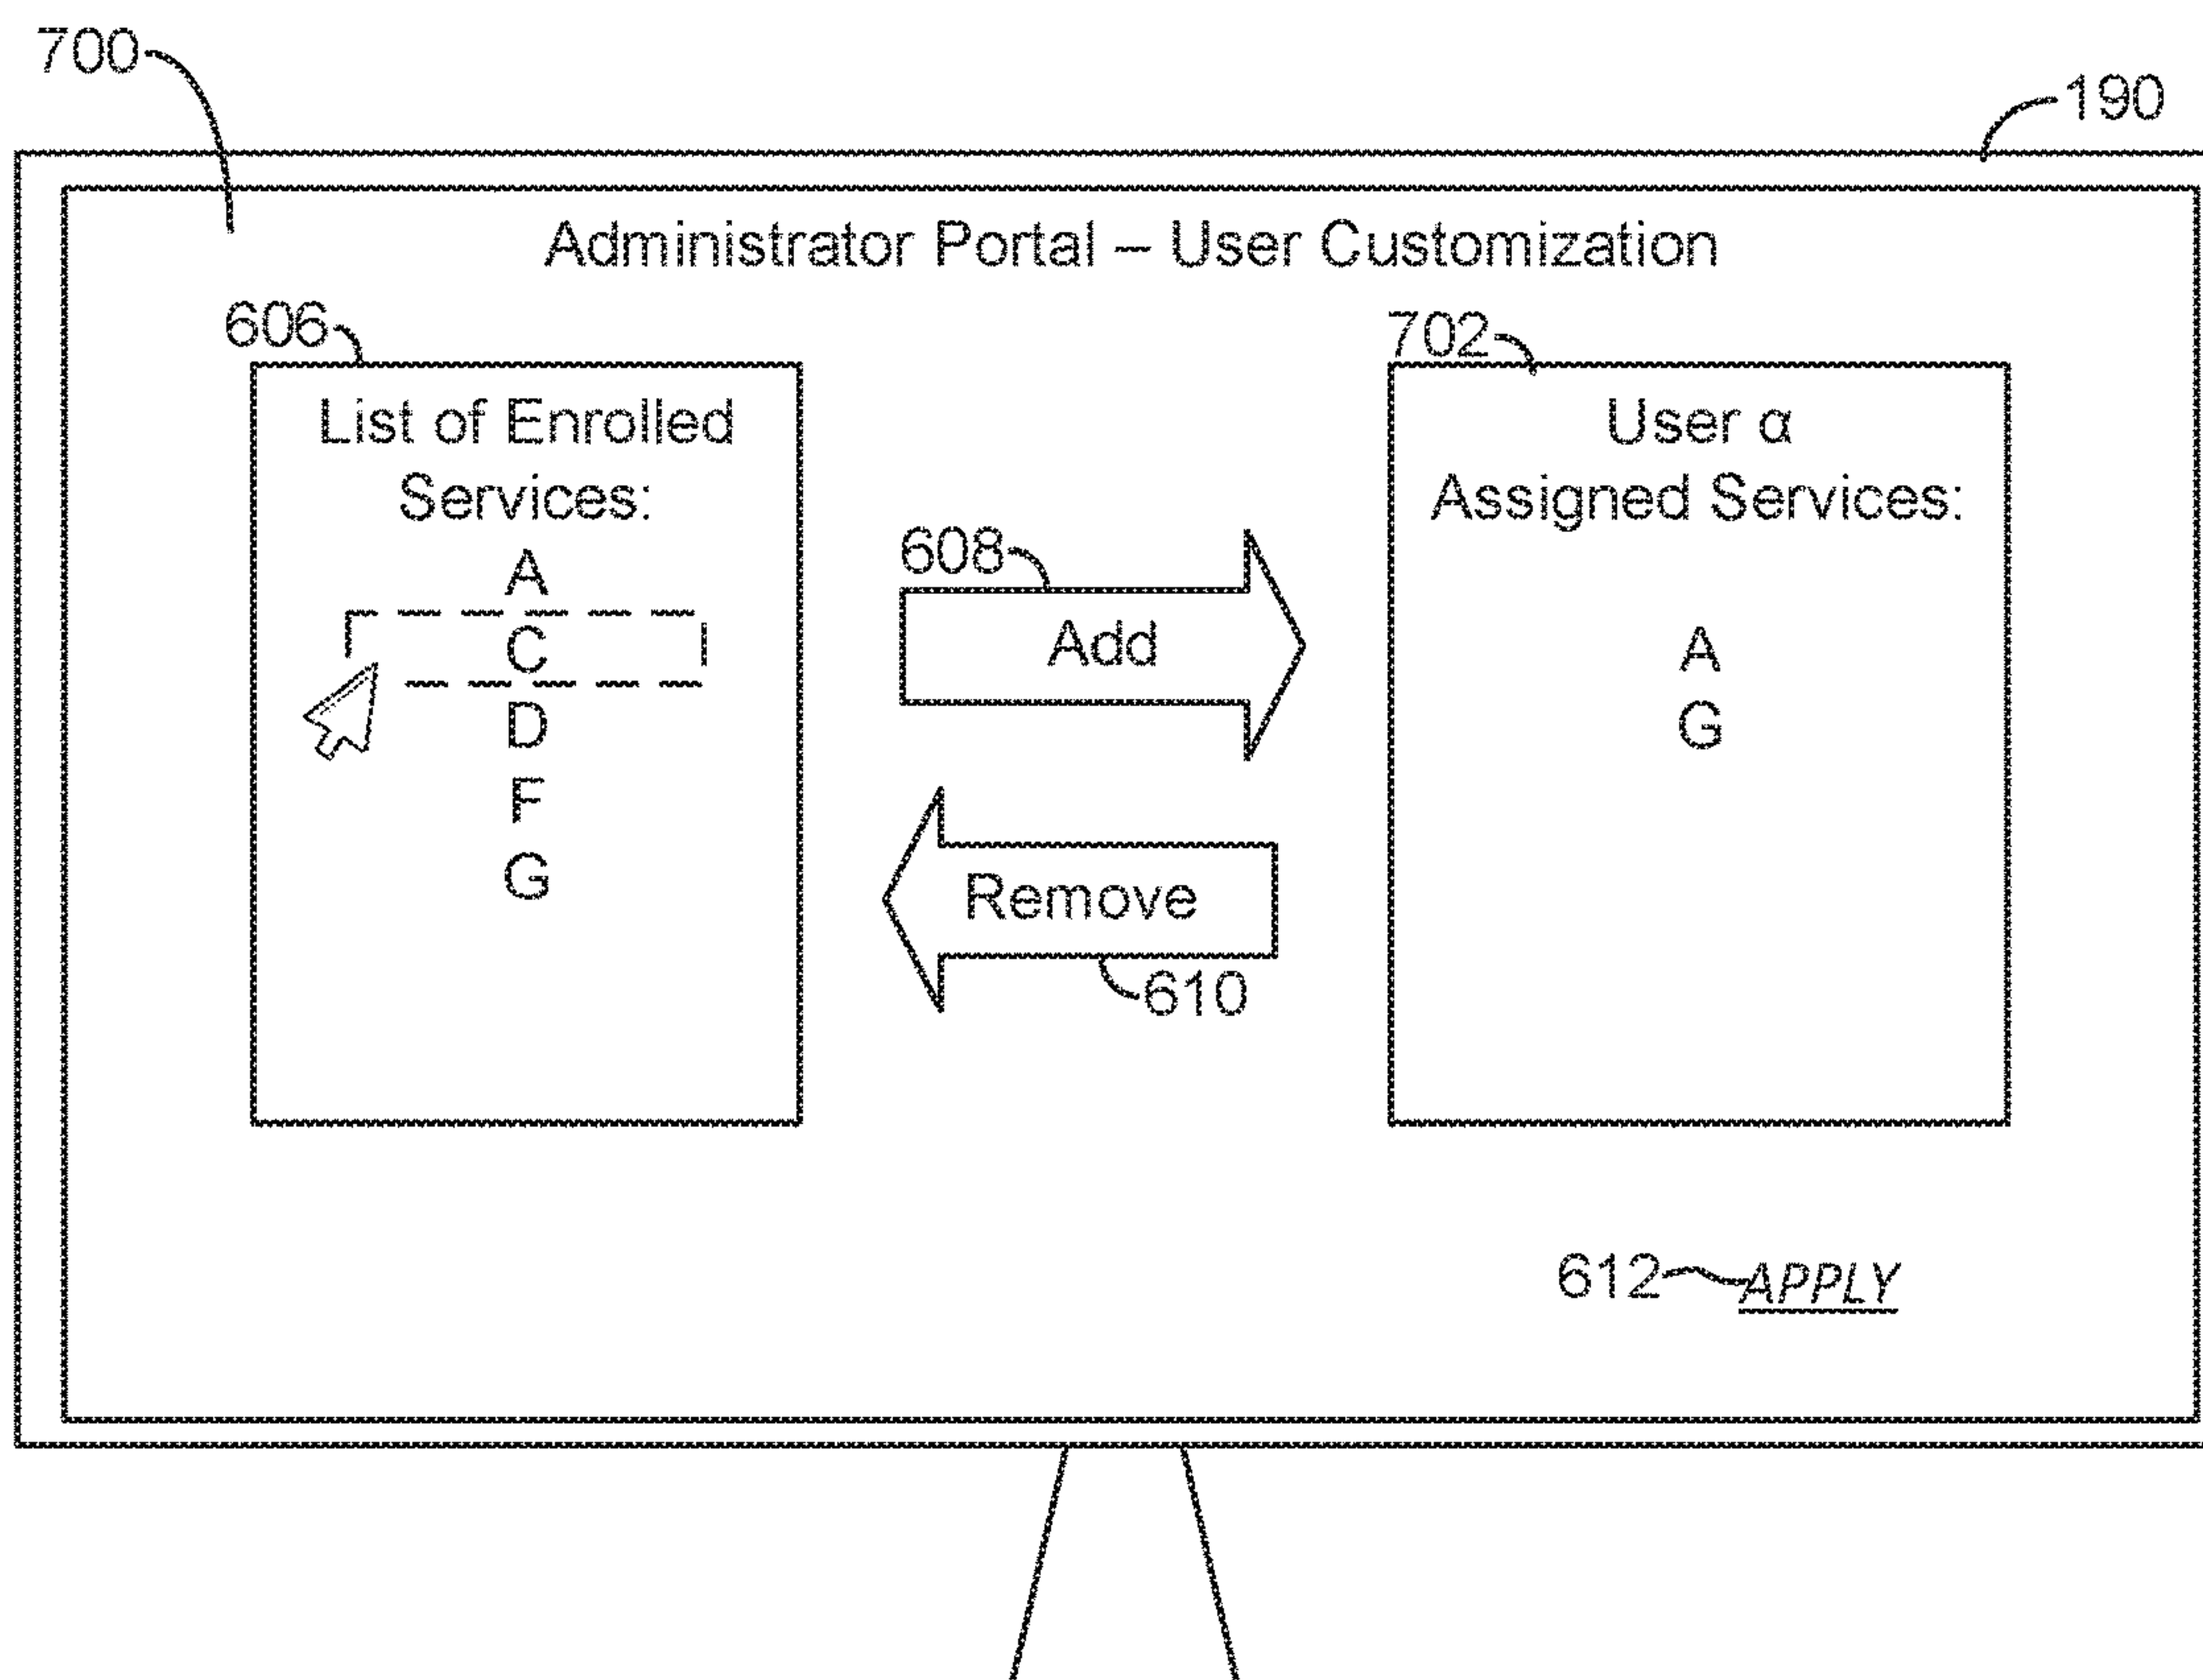 700
190
Administrator Portal – User Customization
606
List of Enrolled
Services:
A
C
D
F
G
608
Add
Remove
610
702
User α
Assigned Services:
A
G
612
APPLY